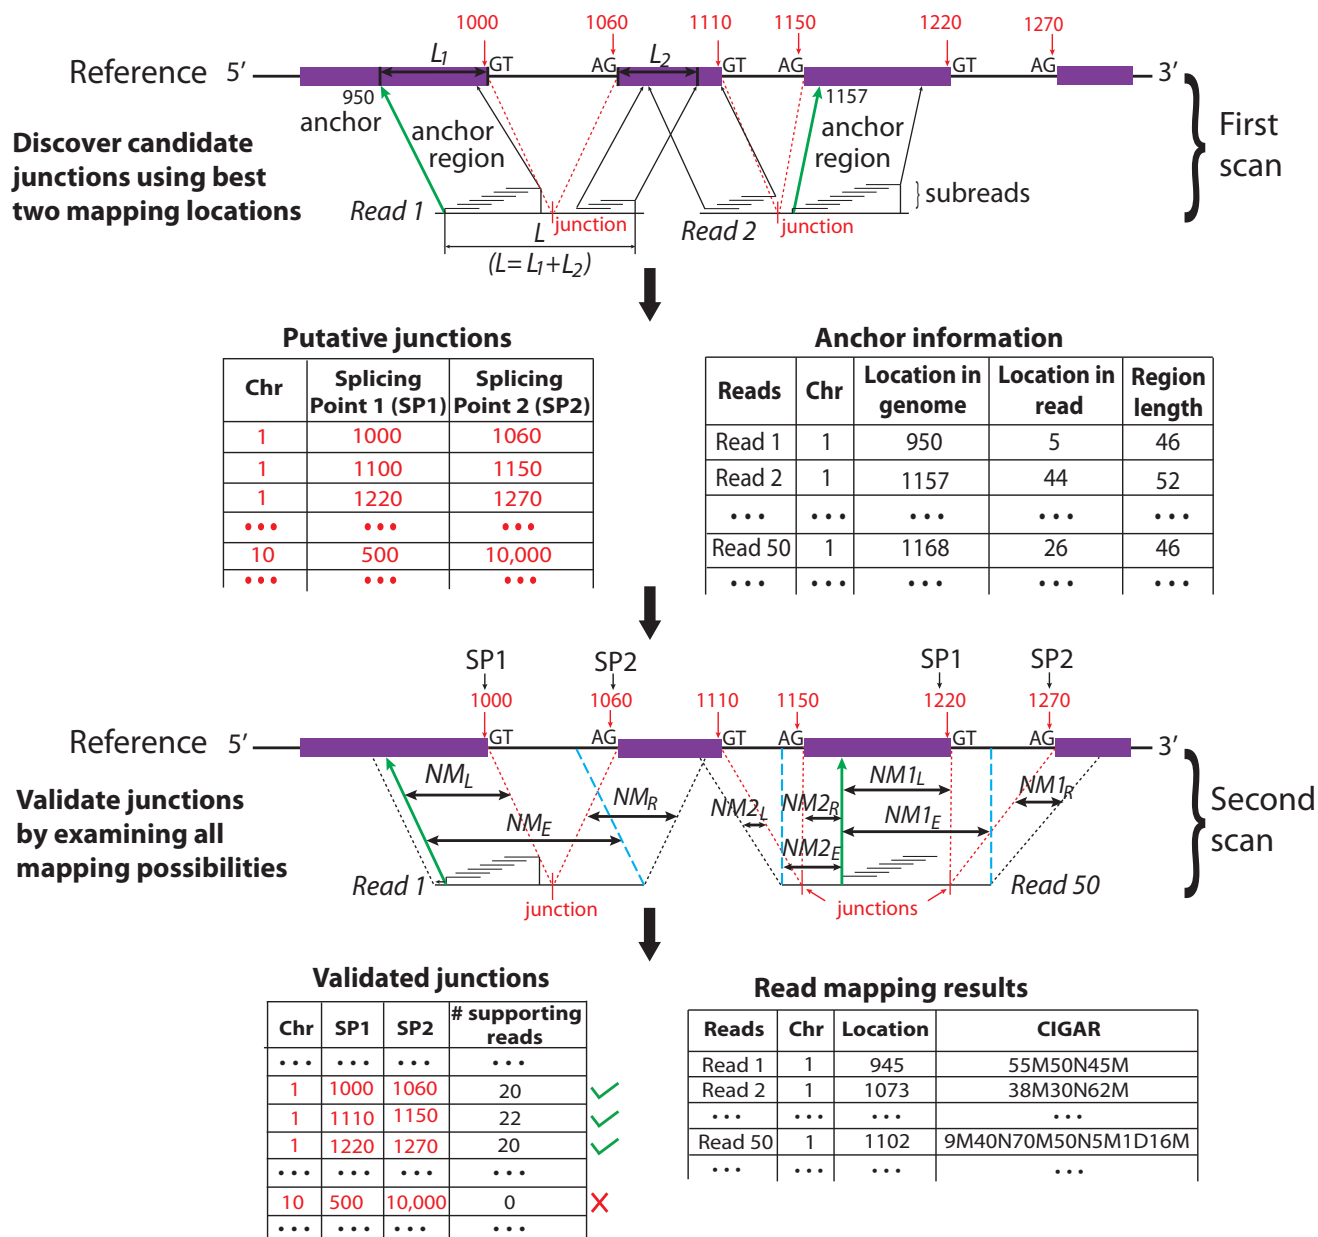 1000 1060 1110 1150 1220 1270
Reference 5′ L1 GT AG L2 GT AG GT AG 3′
950 1157
anchor anchor region anchor region
Discover candidate
junctions using best
two mapping locations
First
scan
subreads
Read 1 junction Read 2 junction
L
(L=L1+L2)
Putative junctions
Chr Splicing Point 1 (SP1) Splicing Point 2 (SP2)
1 1000 1060
1 1100 1150
1 1220 1270
••• ••• •••
10 500 10,000
••• ••• •••
Anchor information
Reads Chr Location in genome Location in read Region length
Read 1 1 950 5 46
Read 2 1 1157 44 52
••• ••• ••• ••• •••
Read 50 1 1168 26 46
••• ••• ••• ••• •••
SP1 SP2 SP1 SP2
1000 1060 1110 1150 1220 1270
Reference 5′ GT AG GT AG GT AG 3′
NML NMR NM2L NM2R NM1L NM1R
NME NM2E NM1E
Validate junctions
by examining all
mapping possibilities
Second
scan
Read 1 Read 50
junction junctions
Validated junctions
Chr SP1 SP2 # supporting reads
••• ••• ••• •••
1 1000 1060 20 ✓
1 1110 1150 22 ✓
1 1220 1270 20 ✓
••• ••• ••• •••
10 500 10,000 0 ✗
••• ••• ••• •••
Read mapping results
Reads Chr Location CIGAR
Read 1 1 945 55M50N45M
Read 2 1 1073 38M30N62M
••• ••• ••• •••
Read 50 1 1102 9M40N70M50N5M1D16M
••• ••• ••• •••